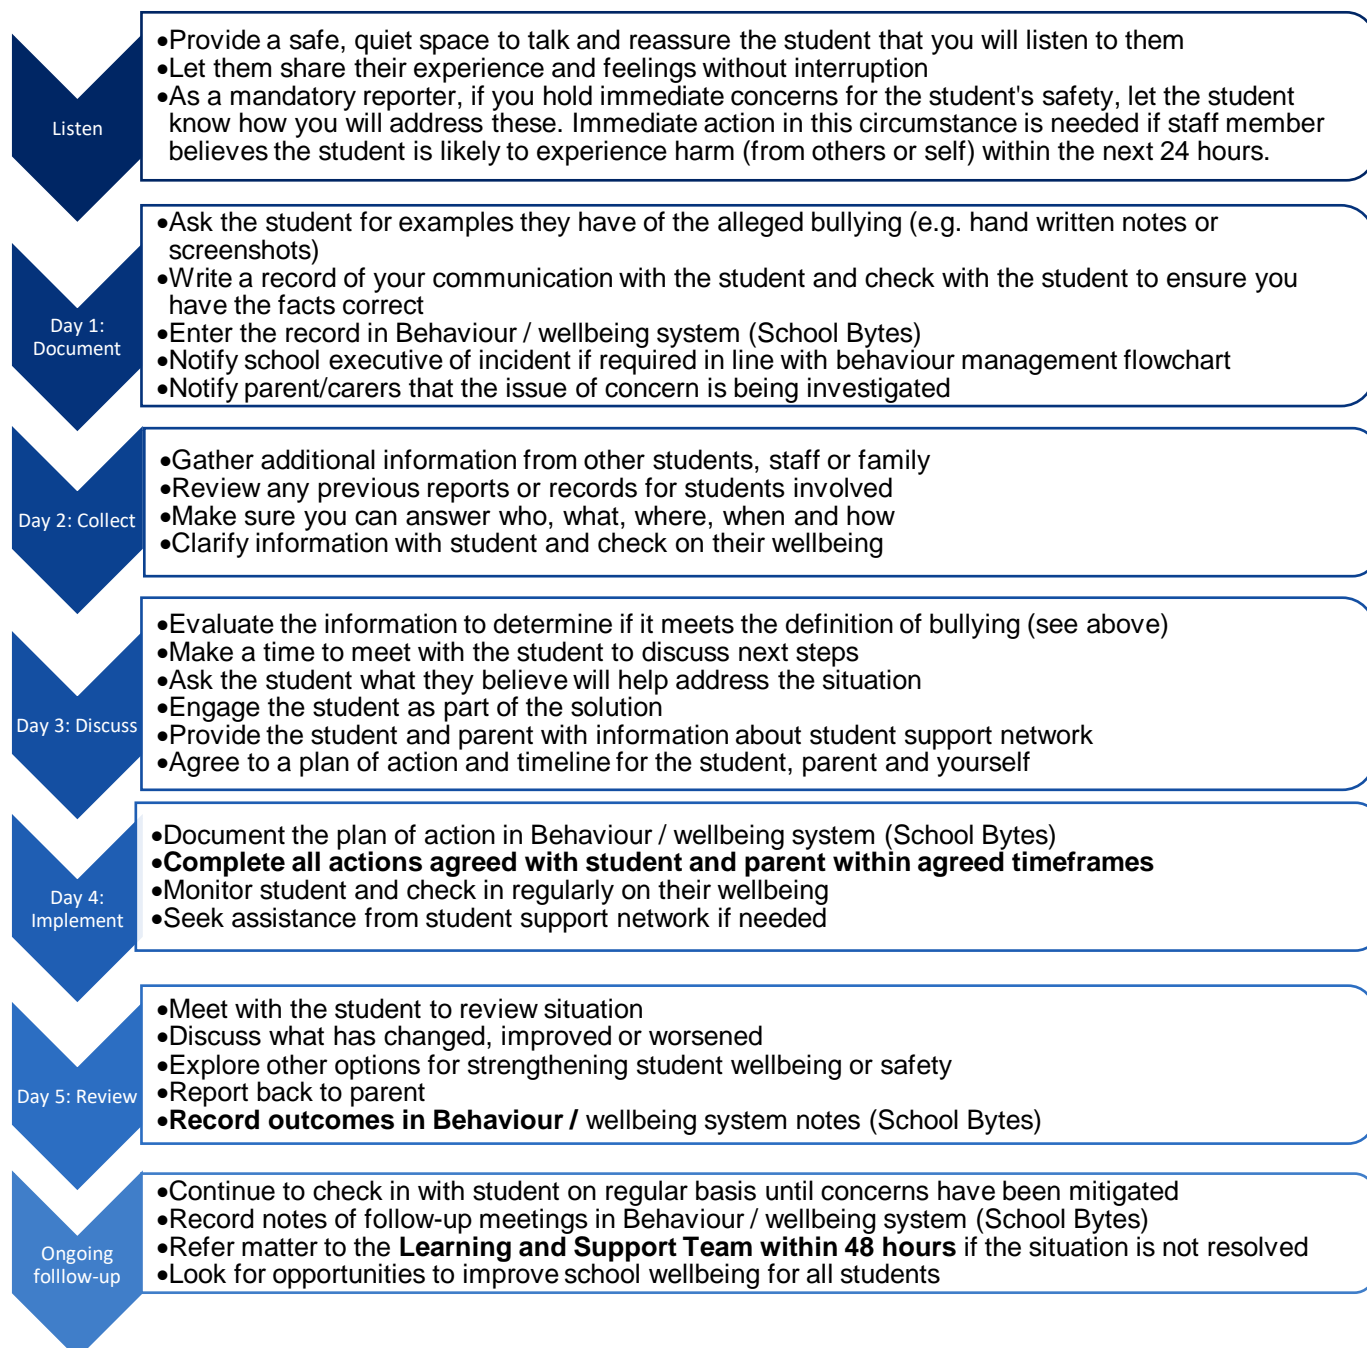 Listen
•Provide a safe, quiet space to talk and reassure the student that you will listen to them
•Let them share their experience and feelings without interruption
•As a mandatory reporter, if you hold immediate concerns for the student's safety, let the student
know how you will address these. Immediate action in this circumstance is needed if staff member
believes the student is likely to experience harm (from others or self) within the next 24 hours.
Day 1:
Document
•Ask the student for examples they have of the alleged bullying (e.g. hand written notes or
screenshots)
•Write a record of your communication with the student and check with the student to ensure you
have the facts correct
•Enter the record in Behaviour / wellbeing system (School Bytes)
•Notify school executive of incident if required in line with behaviour management flowchart
•Notify parent/carers that the issue of concern is being investigated
Day 2: Collect
•Gather additional information from other students, staff or family
•Review any previous reports or records for students involved
•Make sure you can answer who, what, where, when and how
•Clarify information with student and check on their wellbeing
Day 3: Discuss
•Evaluate the information to determine if it meets the definition of bullying (see above)
•Make a time to meet with the student to discuss next steps
•Ask the student what they believe will help address the situation
•Engage the student as part of the solution
•Provide the student and parent with information about student support network
•Agree to a plan of action and timeline for the student, parent and yourself
Day 4:
Implement
•Document the plan of action in Behaviour / wellbeing system (School Bytes)
•Complete all actions agreed with student and parent within agreed timeframes
•Monitor student and check in regularly on their wellbeing
•Seek assistance from student support network if needed
Day 5: Review
•Meet with the student to review situation
•Discuss what has changed, improved or worsened
•Explore other options for strengthening student wellbeing or safety
•Report back to parent
•Record outcomes in Behaviour / wellbeing system notes (School Bytes)
Ongoing
folllow-up
•Continue to check in with student on regular basis until concerns have been mitigated
•Record notes of follow-up meetings in Behaviour / wellbeing system (School Bytes)
•Refer matter to the Learning and Support Team within 48 hours if the situation is not resolved
•Look for opportunities to improve school wellbeing for all students